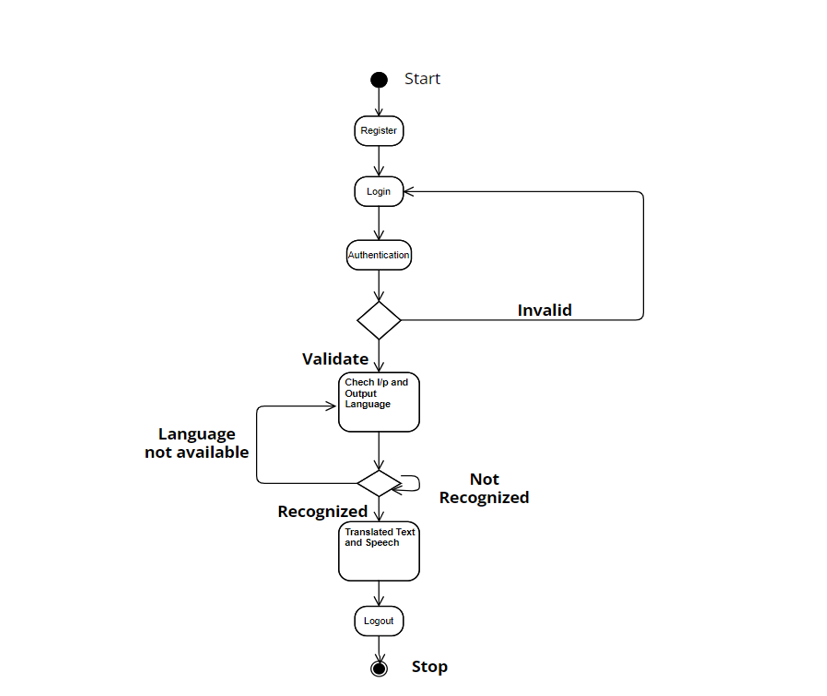 Start
Register
Login
Authentication
Invalid
Validate
Chech I/p and
Output
Language
Language
not available
Not
Recognized
Recognized
Translated Text
and Speech
Logout
Stop